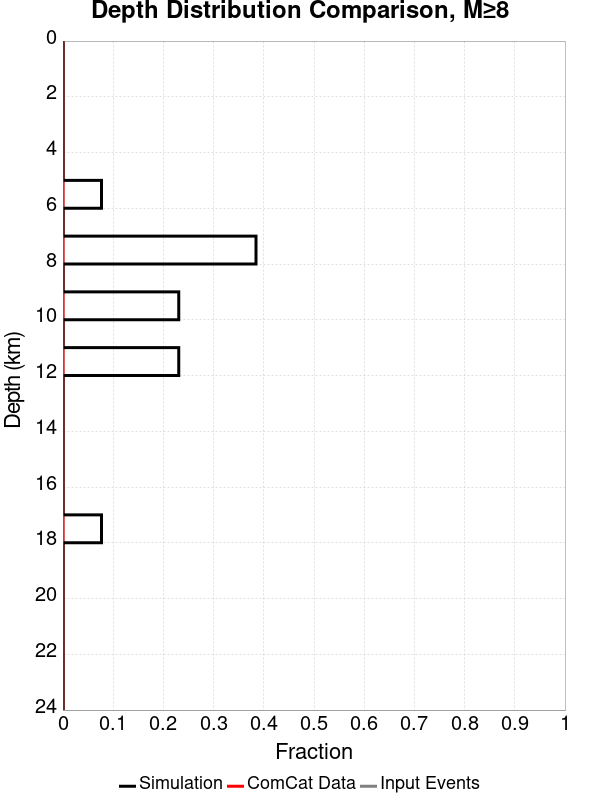 Depth Distribution Comparison, M≥8
0
2
4
6
8
10
12
14
16
18
20
22
24
Depth (km)
0 0.1 0.2 0.3 0.4 0.5 0.6 0.7 0.8 0.9 1
Fraction
Simulation ComCat Data Input Events